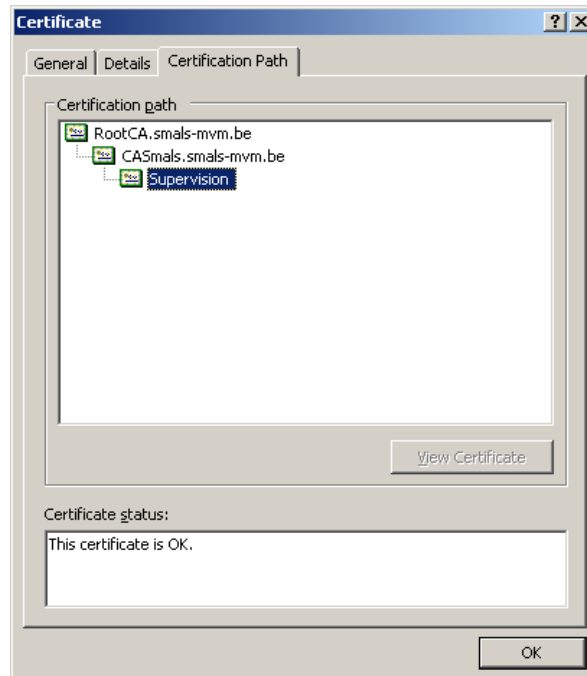 Certificate
General Details Certification Path
Certification path
RootCA.smals-mvm.be
CASmals.smals-mvm.be
Supervision
View Certificate
Certificate status:
This certificate is OK.
OK